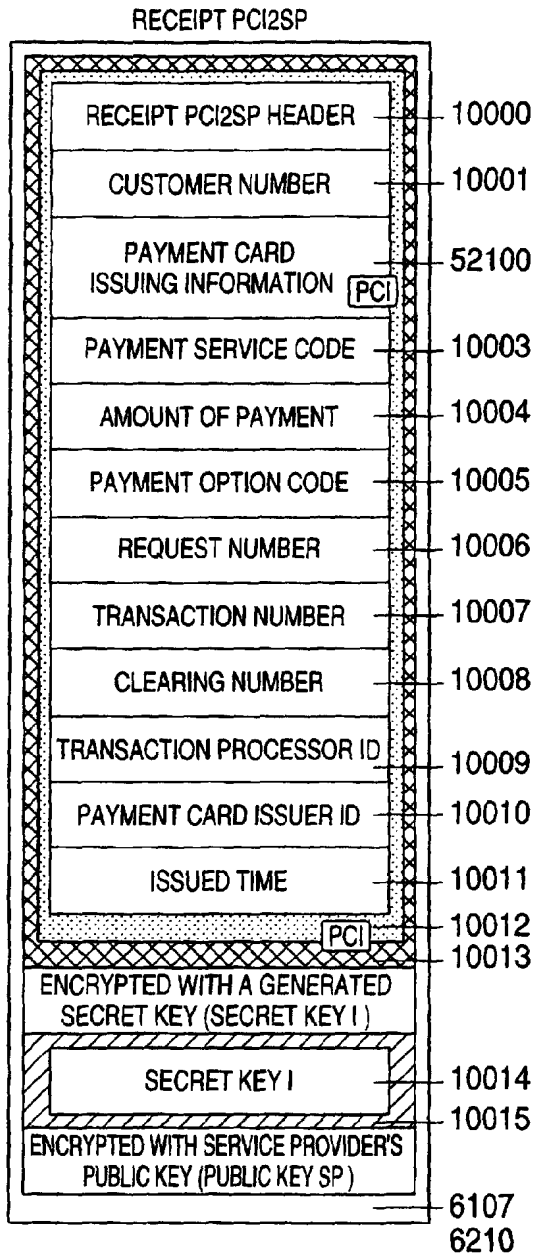 RECEIPT PCI2SP
RECEIPT PCI2SP HEADER 10000
CUSTOMER NUMBER 10001
PAYMENT CARD
ISSUING INFORMATION 52100
PCI
PAYMENT SERVICE CODE 10003
AMOUNT OF PAYMENT 10004
PAYMENT OPTION CODE 10005
REQUEST NUMBER 10006
TRANSACTION NUMBER 10007
CLEARING NUMBER 10008
TRANSACTION PROCESSOR ID 10009
PAYMENT CARD ISSUER ID 10010
ISSUED TIME 10011
10012
PCI
10013
ENCRYPTED WITH A GENERATED
SECRET KEY (SECRET KEY I)
SECRET KEY I 10014
10015
ENCRYPTED WITH SERVICE PROVIDER'S
PUBLIC KEY (PUBLIC KEY SP)
6107
6210